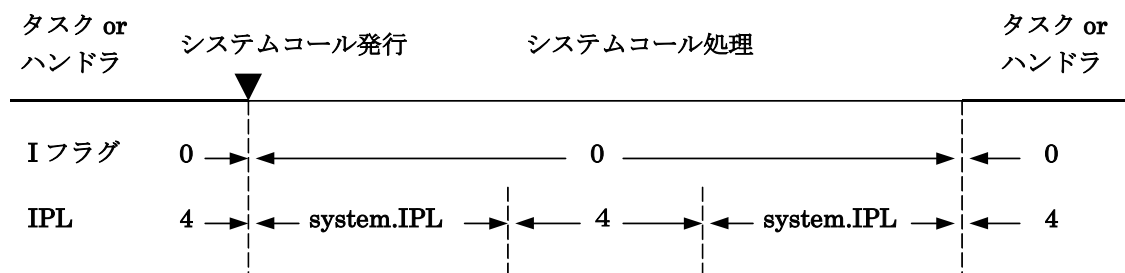 タスク or
ハンドラ
システムコール発行
システムコール処理
タスク or
ハンドラ
I フラグ 0 0 0
IPL 4 system.IPL 4 system.IPL 4